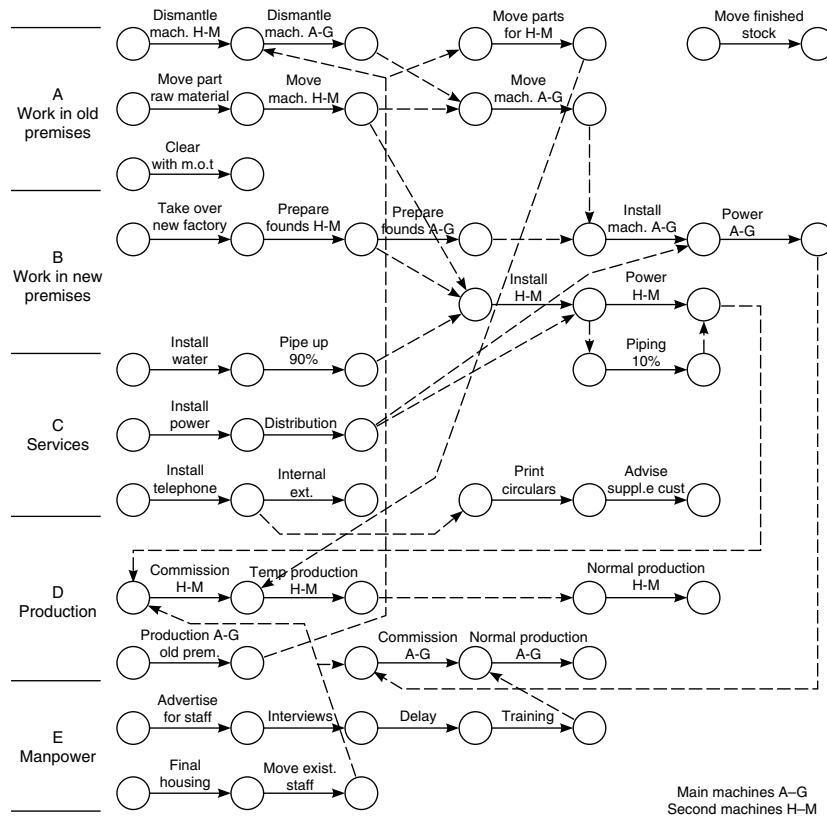 Dismantle
mach. H-M
Dismantle
mach. A-G
Move parts
for H-M
Move finished
stock
A
Work in old
premises
Move part
raw material
Move
mach. H-M
Move
mach. A-G
Clear
with m.o.t
B
Work in new
premises
Take over
new factory
Prepare
founds H-M
Prepare
founds A-G
Install
mach. A-G
Power
A-G
Install
H-M
Power
H-M
Install
water
Pipe up
90%
Piping
10%
C
Services
Install
power
Distribution
Install
telephone
Internal
ext.
Print
circulars
Advise
suppl.e cust
D
Production
Commission
H-M
Temp production
H-M
Normal production
H-M
Production A-G
old prem.
Commission
A-G
Normal production
A-G
E
Manpower
Advertise
for staff
Interviews
Delay
Training
Final
housing
Move exist.
staff
Main machines A–G
Second machines H–M